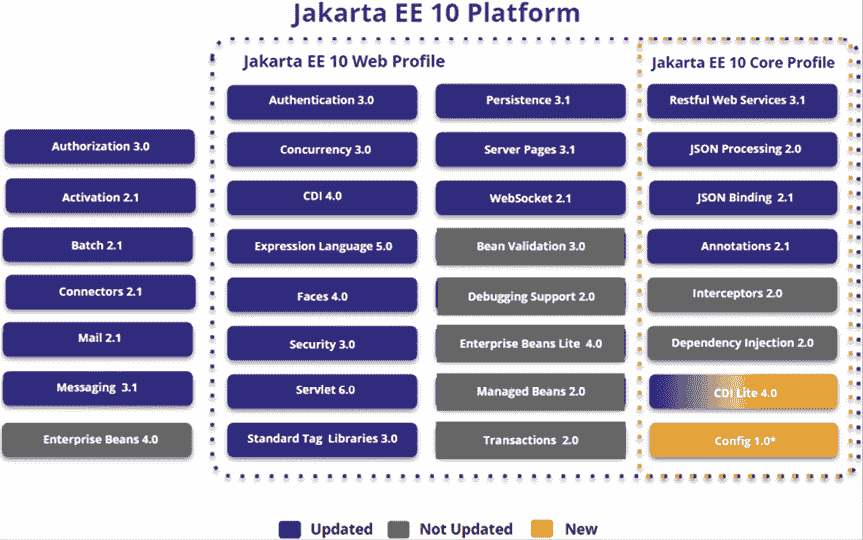 Jakarta EE 10 Platform
Jakarta EE 10 Web Profile
Jakarta EE 10 Core Profile
Authorization 3.0
Activation 2.1
Batch 2.1
Connectors 2.1
Mail 2.1
Messaging 3.1
Enterprise Beans 4.0
Authentication 3.0
Concurrency 3.0
CDI 4.0
Expression Language 5.0
Faces 4.0
Security 3.0
Servlet 6.0
Standard Tag Libraries 3.0
Persistence 3.1
Server Pages 3.1
WebSocket 2.1
Bean Validation 3.0
Debugging Support 2.0
Enterprise Beans Lite 4.0
Managed Beans 2.0
Transactions 2.0
Restful Web Services 3.1
JSON Processing 2.0
JSON Binding 2.1
Annotations 2.1
Interceptors 2.0
Dependency Injection 2.0
CDI Lite 4.0
Config 1.0*
Updated
Not Updated
New